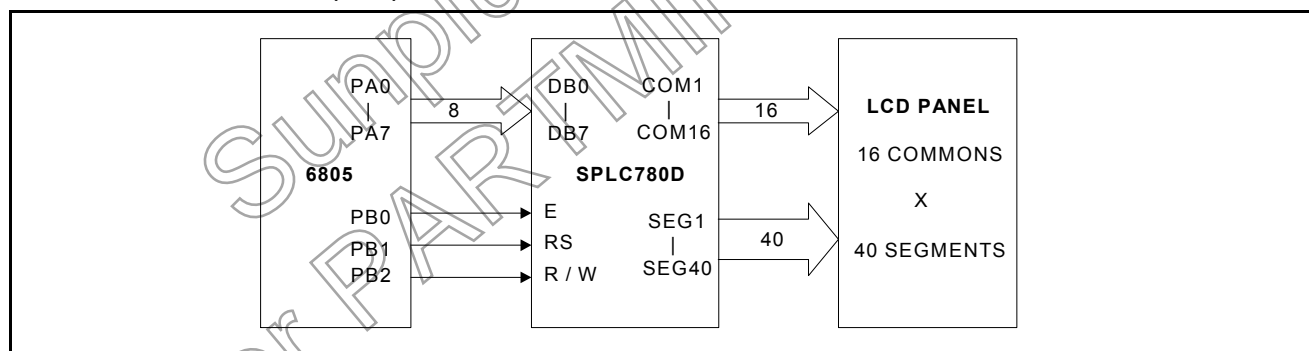 PA0
|
PA7
6805
PB0
PB1
PB2
8
DB0
|
DB7
COM1
|
COM16
SPLC780D
E
RS
R / W
SEG1
|
SEG40
16
40
LCD PANEL
16 COMMONS
X
40 SEGMENTS